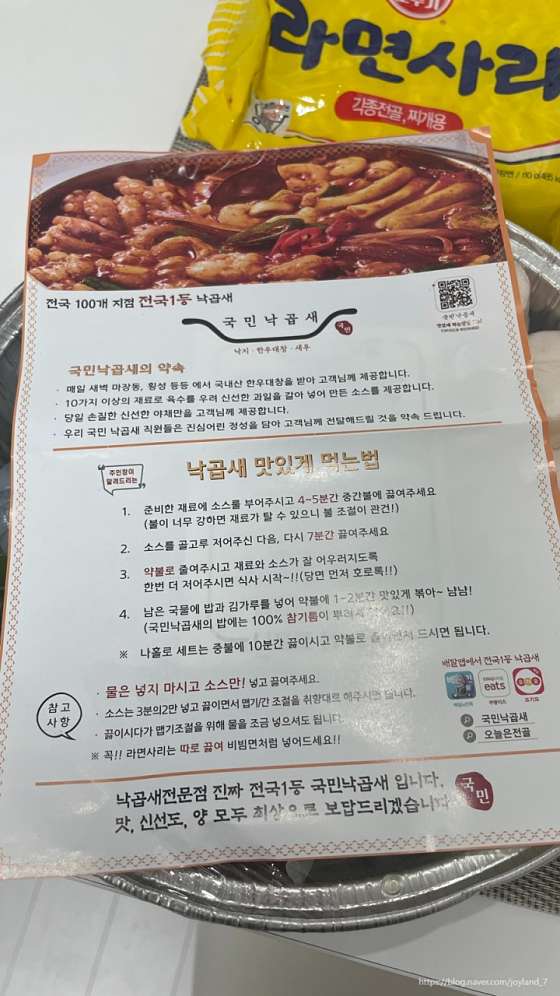 라면사리
각종전골, 찌개용
전국 100개 지점 전국1등 낙곱새
국민낙곱새
국민
낙지 · 한우대창 · 새우
국민낙곱새의 약속
· 매일 새벽 마장동, 횡성 등등 에서 국내산 한우대창을 받아 고객님께 제공합니다.
· 10가지 이상의 재료로 육수를 우려 신선한 과일을 갈아 넣어 만든 소스를 제공합니다.
· 당일 손질한 신선한 야채만을 고객님께 제공합니다.
· 우리 국민 낙곱새 직원들은 진심어린 정성을 담아 고객님께 전달해드릴 것을 약속 드립니다.
주인장이
알려드리는
낙곱새 맛있게 먹는법
1. 준비한 재료에 소스를 부어주시고 4~5분간 중간불에 끓여주세요
(불이 너무 강하면 재료가 탈 수 있으니 불 조절이 관건!)
2. 소스를 골고루 저어주신 다음, 다시 7분간 끓여주세요
3. 약불로 줄여주시고 재료와 소스가 잘 어우러지도록
한번 더 저어주시면 식사 시작~!!(당면 먼저 호로록!!)
4. 남은 국물에 밥과 김가루를 넣어 약불에 1~2분간 맛있게 볶아~ 냠냠!
(국민낙곱새의 밥에는 100% 참기름이
※ 나홀로 세트는 중불에 10분간 끓이시고 약불로 드시면 됩니다.
참고
사항
· 물은 넣지 마시고 소스만! 넣고 끓여주세요.
· 소스는 3분의2만 넣고 끓이면서 맵기/간 조절을 취향대로 해주시면 됩니다.
· 끓이시다가 맵기조절을 위해 물을 조금 넣으셔도 됩니다.
※ 꼭!! 라면사리는 따로 끓여 비빔면처럼 넣어드세요!!
배달앱에서 전국1등 낙곱새
eats
배달의민족
쿠팡이츠
요기요
국민낙곱새
오늘은전골
낙곱새전문점 진짜 전국1등 국민낙곱새 입니다.
맛, 신선도, 양 모두 최상으로 보답드리겠습니다.
국민
https://blog.naver.com/joyland_7